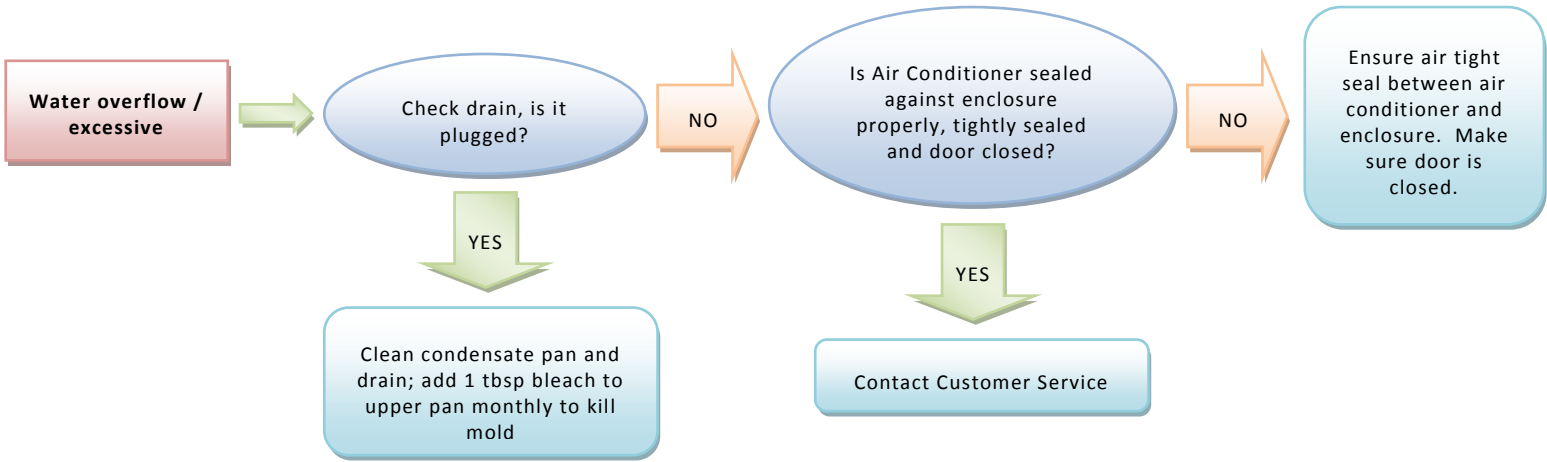 Water overflow /
excessive
Check drain, is it
plugged?
NO
Is Air Conditioner sealed
against enclosure
properly, tightly sealed
and door closed?
NO
Ensure air tight
seal between air
conditioner and
enclosure.  Make
sure door is
closed.
YES
Clean condensate pan and
drain; add 1 tbsp bleach to
upper pan monthly to kill
mold
YES
Contact Customer Service